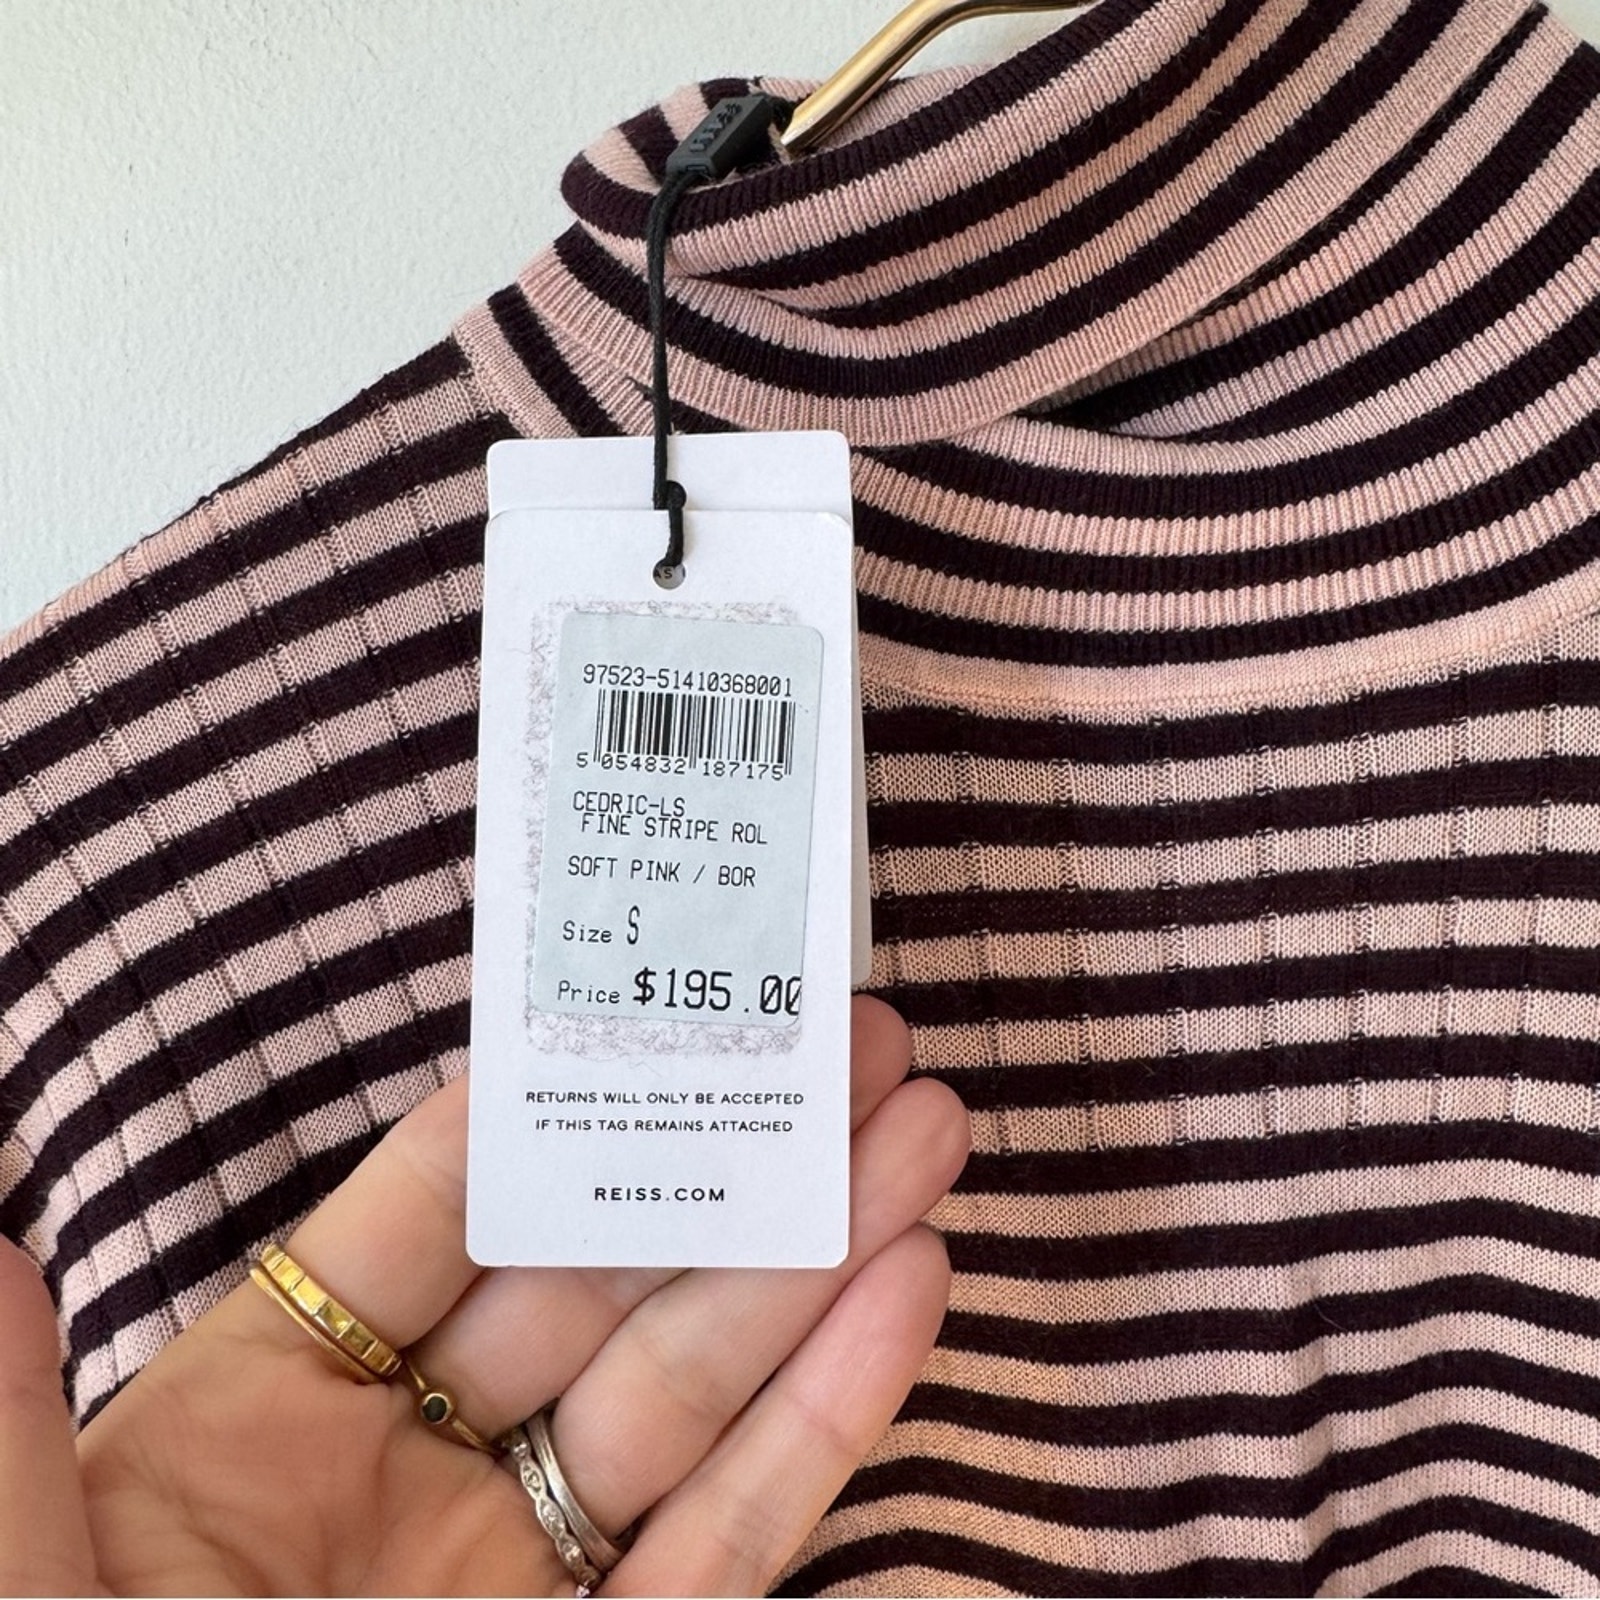 97523-51410368001
5 054832 187175
CEDRIC-LS
FINE STRIPE ROL
SOFT PINK / BOR
Size S
Price $195.00
RETURNS WILL ONLY BE ACCEPTED
IF THIS TAG REMAINS ATTACHED
REISS.COM